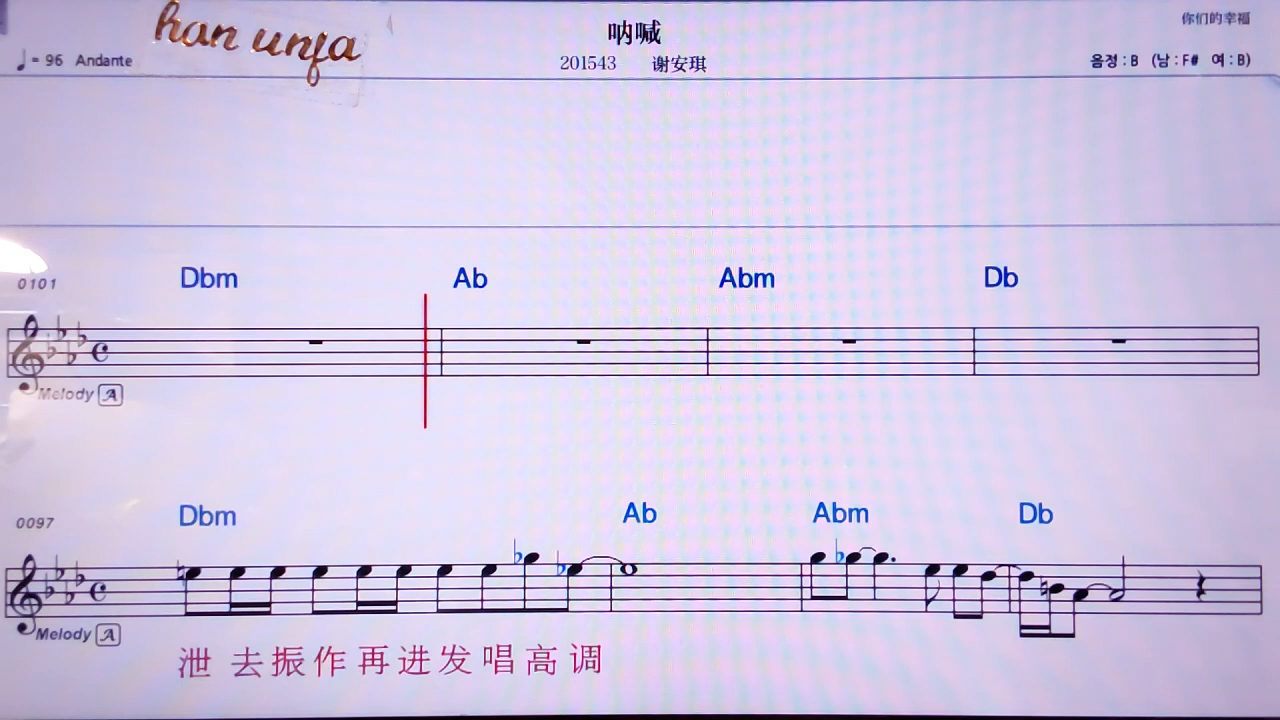 han unfa
呐喊
你们的幸福
♩= 96 Andante
201543 谢安琪
음정 : B (남 : F# 여 : B)
Dbm Ab Abm Db
0101
Melody A
Dbm Ab Abm Db
0097
Melody A
泄 去 振 作 再 进 发 唱 高 调